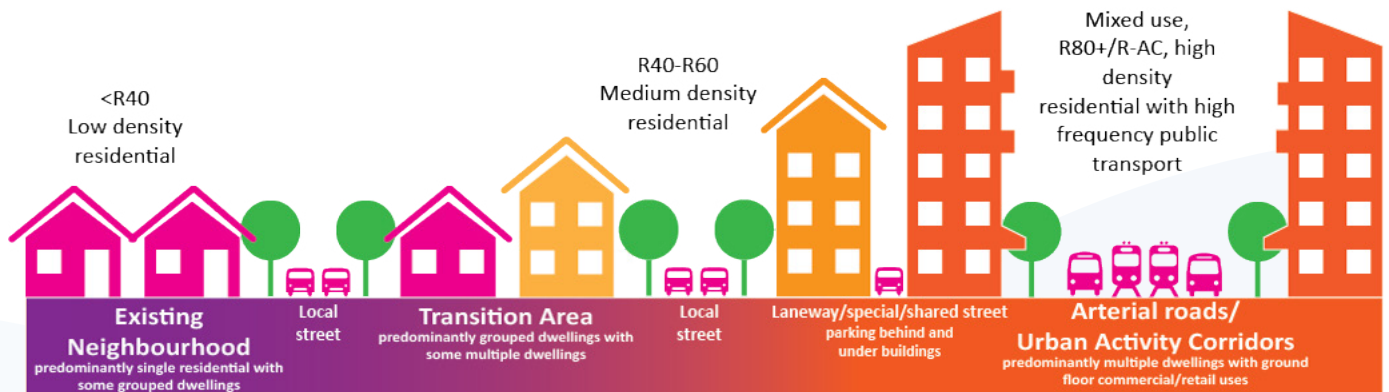 <R40
Low density
residential
R40-R60
Medium density
residential
Mixed use,
R80+/R-AC, high
density
residential with high
frequency public
transport
Existing
Neighbourhood
predominantly single residential with
some grouped dwellings
Local
street
Transition Area
predominantly grouped dwellings with
some multiple dwellings
Local
street
Laneway/special/shared street
parking behind and
under buildings
Arterial roads/
Urban Activity Corridors
predominantly multiple dwellings with ground
floor commercial/retail uses